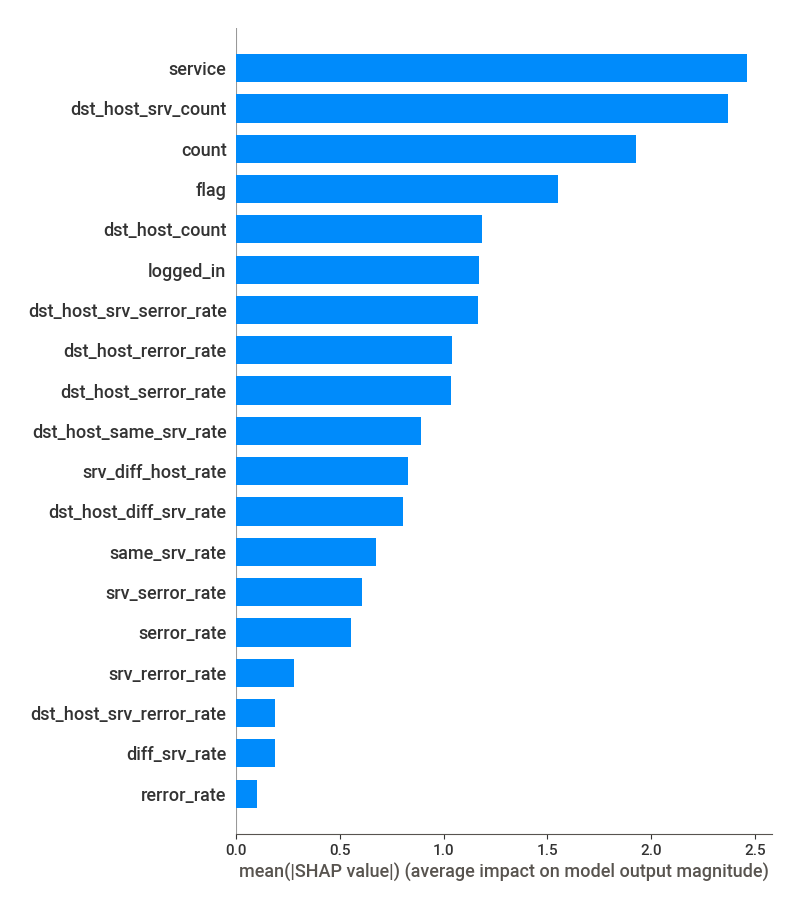 service
dst_host_srv_count
count
flag
dst_host_count
logged_in
dst_host_srv_serror_rate
dst_host_rerror_rate
dst_host_serror_rate
dst_host_same_srv_rate
srv_diff_host_rate
dst_host_diff_srv_rate
same_srv_rate
srv_serror_rate
serror_rate
srv_rerror_rate
dst_host_srv_rerror_rate
diff_srv_rate
rerror_rate
0.0 0.5 1.0 1.5 2.0 2.5
mean(|SHAP value|) (average impact on model output magnitude)